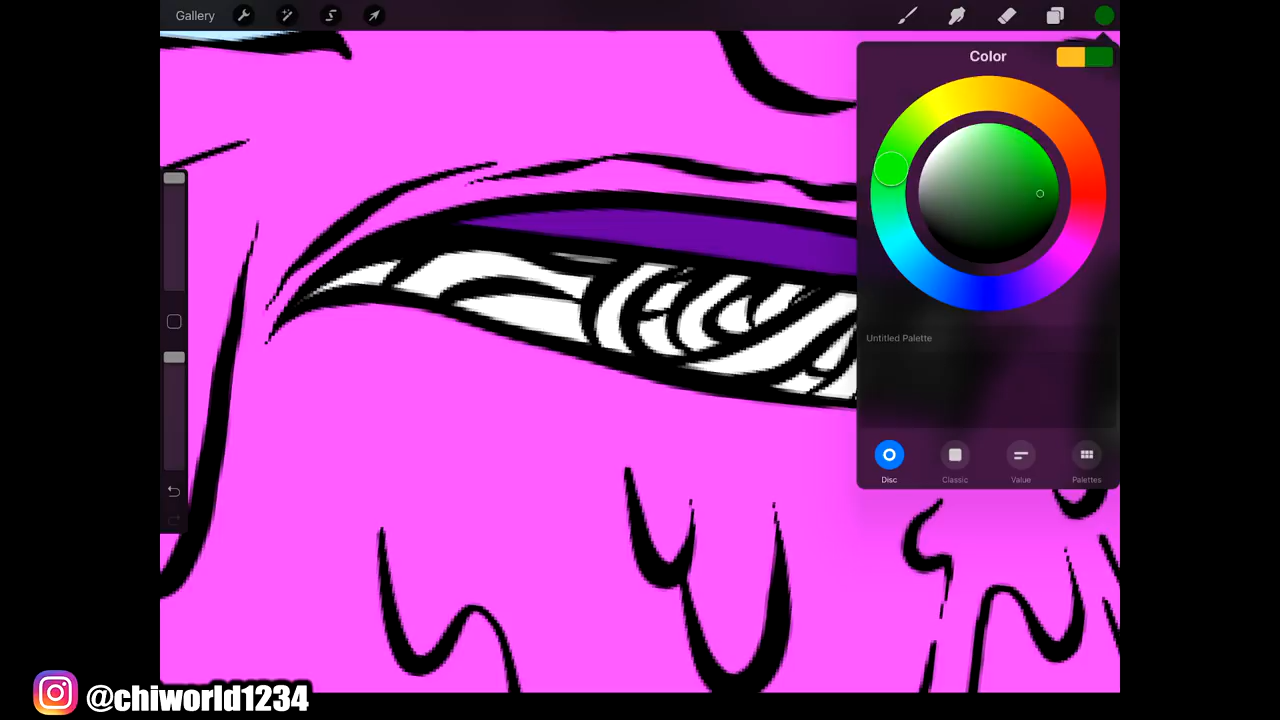 Gallery
Color
Untitled Palette
Disc Classic Value Palettes
@chiworld1234